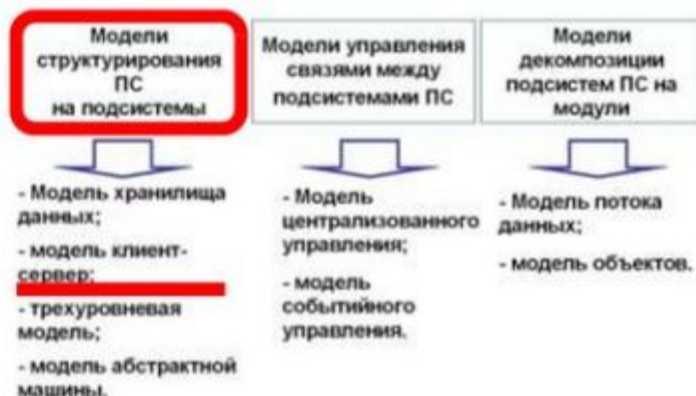 Модели
структурирования
ПС
на подсистемы
Модели управления
связями между
подсистемами ПС
Модели
декомпозиции
подсистем ПС на
модули
- Модель хранилища
данных;
- модель клиент-
сервер;
- трехуровневая
модель;
- модель абстрактной
машины.
- Модель
централизованного
управления;
- модель
событийного
управления.
- Модель потока
данных;
- модель объектов.